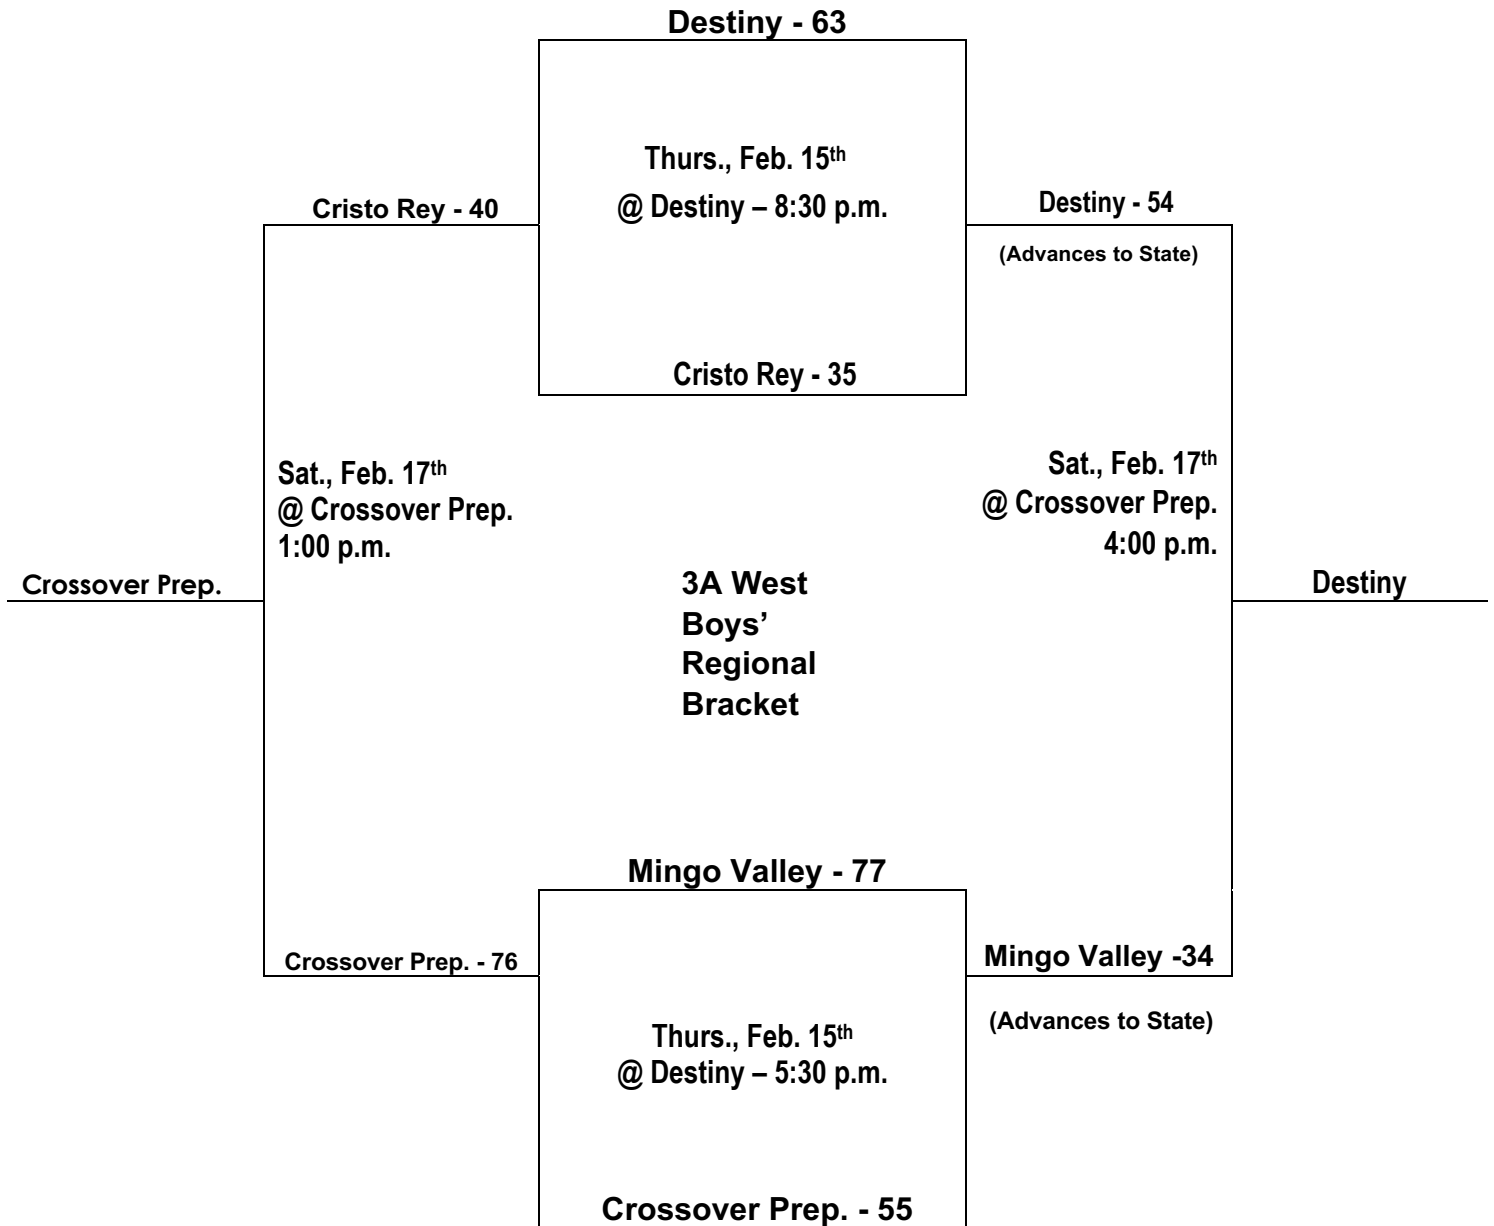 Destiny - 63
Thurs., Feb. 15th
@ Destiny – 8:30 p.m.
Cristo Rey - 40
Destiny - 54
(Advances to State)
Cristo Rey - 35
Sat., Feb. 17th
@ Crossover Prep.
1:00 p.m.
Sat., Feb. 17th
@ Crossover Prep.
4:00 p.m.
Crossover Prep.
3A West
Boys’
Regional
Bracket
Destiny
Mingo Valley - 77
Crossover Prep. - 76
Mingo Valley -34
(Advances to State)
Thurs., Feb. 15th
@ Destiny – 5:30 p.m.
Crossover Prep. - 55